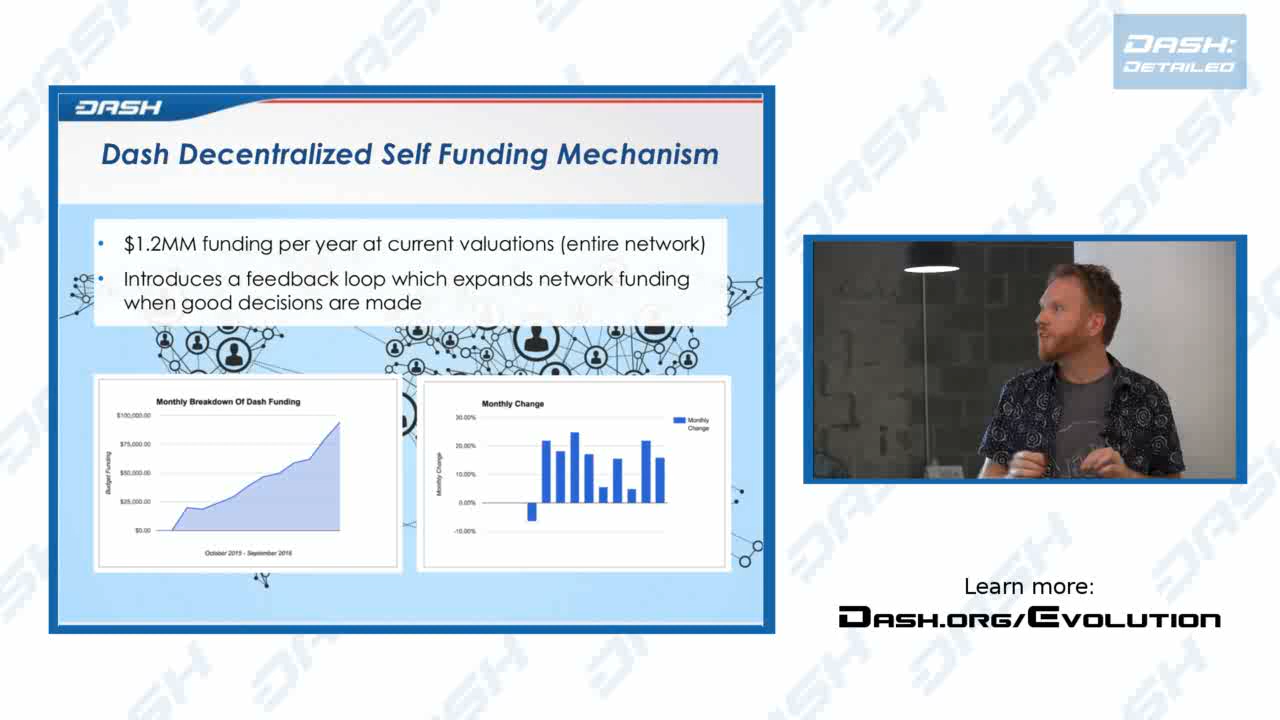 DASH:
DETAILED
DASH
Dash Decentralized Self Funding Mechanism
• $1.2MM funding per year at current valuations (entire network)
• Introduces a feedback loop which expands network funding
when good decisions are made
Monthly Breakdown Of Dash Funding
$100,000.00
$75,000.00
$50,000.00
$25,000.00
$0.00
Budget Funding
October 2015 - September 2016
Monthly Change
30.00%
20.00%
10.00%
0.00%
-10.00%
Monthly Change
Monthly
Change
Learn more:
DASH.ORG/EVOLUTION